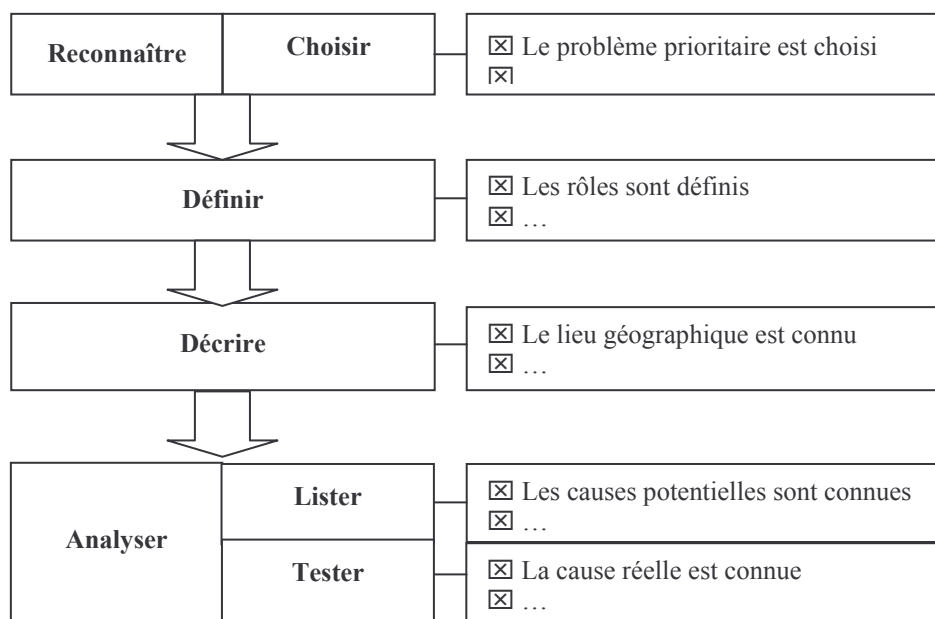 Reconnaître
Choisir
☒ Le problème prioritaire est choisi
☒
Définir
☒ Les rôles sont définis
☒ …
Décrire
☒ Le lieu géographique est connu
☒ …
Analyser
Lister
☒ Les causes potentielles sont connues
☒ …
Tester
☒ La cause réelle est connue
☒ …